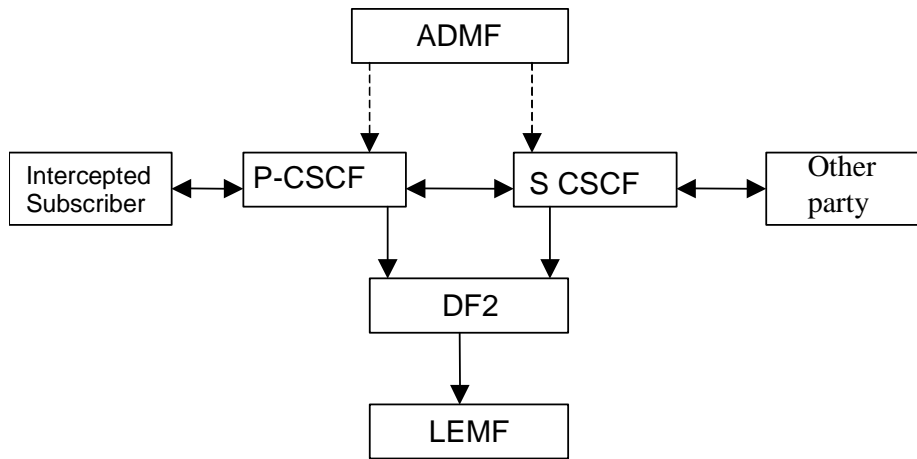 ADMF
Intercepted
Subscriber
P-CSCF
S CSCF
Other
party
DF2
LEMF